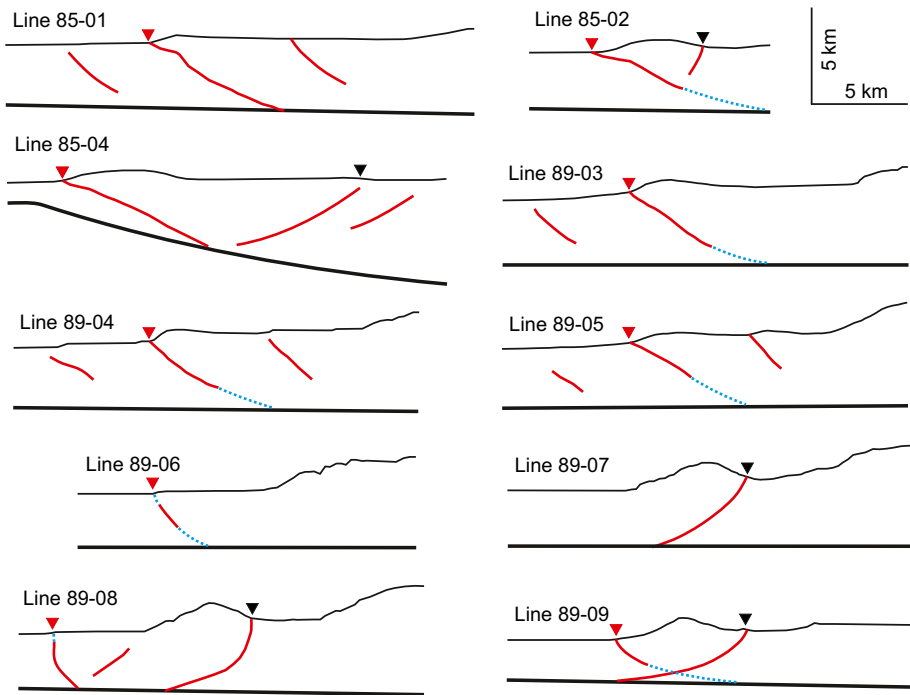 Line 85-01
Line 85-02
5 km
5 km
Line 85-04
Line 89-03
Line 89-04
Line 89-05
Line 89-06
Line 89-07
Line 89-08
Line 89-09